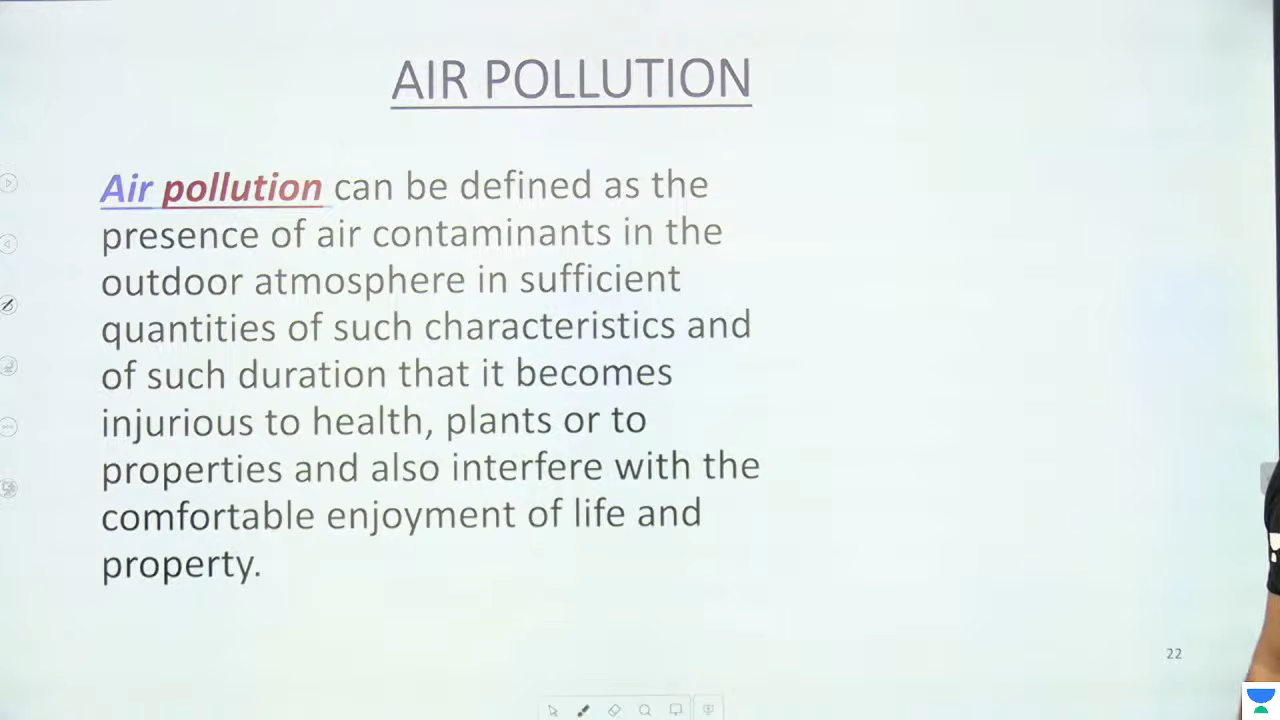 AIR POLLUTION
Air pollution can be defined as the
presence of air contaminants in the
outdoor atmosphere in sufficient
quantities of such characteristics and
of such duration that it becomes
injurious to health, plants or to
properties and also interfere with the
comfortable enjoyment of life and
property.
22